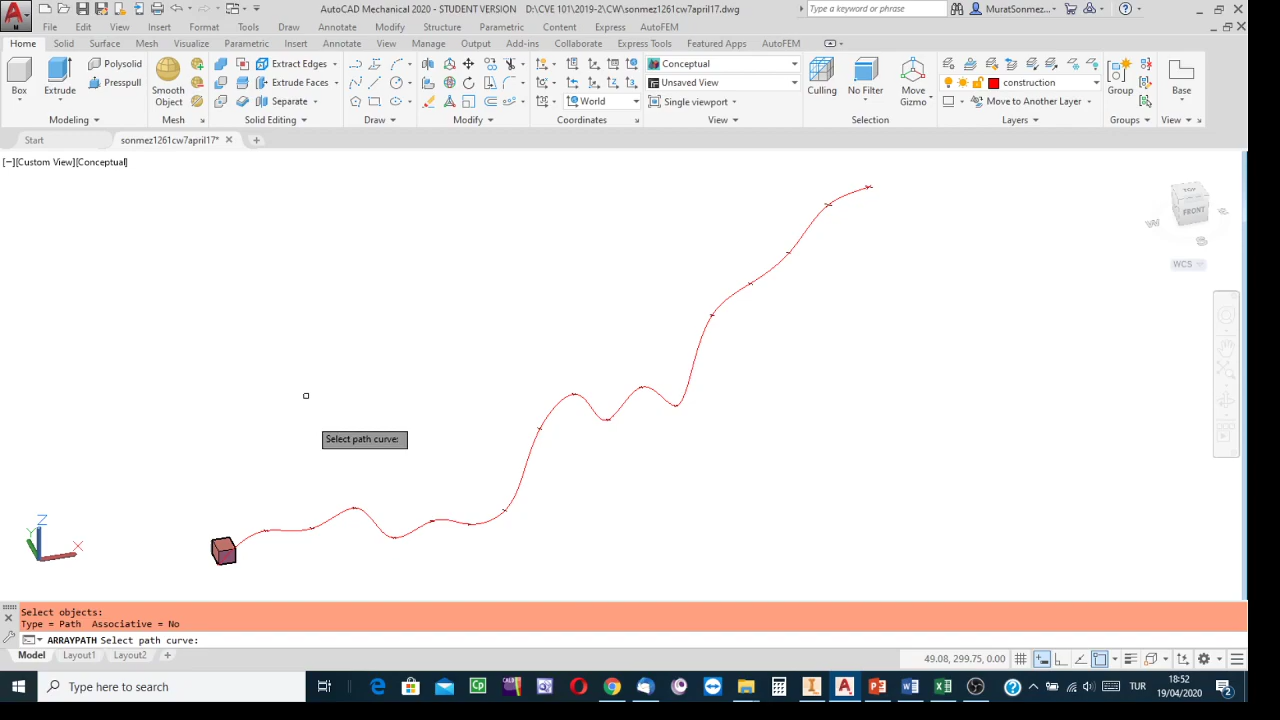 AutoCAD Mechanical 2020 - STUDENT VERSION D:\CVE 101\2019-2\CW\sonmez1261cw7april17.dwg
Type a keyword or phrase
MuratSonmez...
File Edit View Insert Format Tools Draw Dimension Modify Structure Parametric Window Content Help Express AutoFEM
Home Solid Surface Mesh Visualize Parametric Insert Annotate View Manage Output Add-ins Collaborate Express Tools Featured Apps AutoFEM
Box
Extrude
Polysolid
Presspull
Smooth
Object
Extract Edges
Extrude Faces
Separate
World
Conceptual
Unsaved View
Single viewport
Culling
No Filter
Move
Gizmo
construction
Move to Another Layer
Group
Base
Modeling
Mesh
Solid Editing
Draw
Modify
Coordinates
View
Selection
Layers
Groups
View
Start
sonmez1261cw7april17*
[−][Custom View][Conceptual]
TOP
FRONT
W
S
WCS
Select path curve:
Z
Y
X
Select objects:
Type = Path Associative = No
ARRAYPATH Select path curve:
Model Layout1 Layout2
49.08, 299.75, 0.00
Type here to search
TUR
18:52
19/04/2020
2